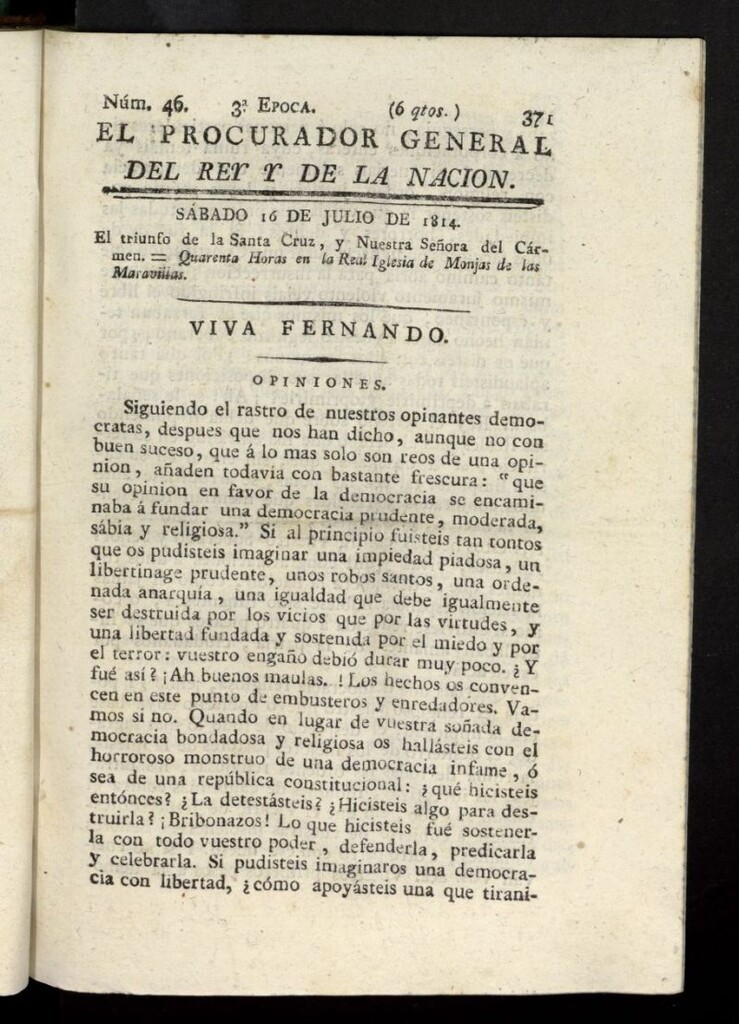 Núm. 46. 3ª EPOCA. (6 qtos.) 371
EL PROCURADOR GENERAL
DEL REY Y DE LA NACION.
SÁBADO 16 DE JULIO DE 1814.
El triunfo de la Santa Cruz, y Nuestra Señora del Cár-
men. = Quarenta Horas en la Real Iglesia de Monjas de las
Maravillas.
VIVA FERNANDO.
OPINIONES.
Siguiendo el rastro de nuestros opinantes demo-
cratas, despues que nos han dicho, aunque no con
buen suceso, que á lo mas solo son reos de una opi-
nion, añaden todavia con bastante frescura: "que
su opinion en favor de la democracia se encami-
naba á fundar una democracia prudente, moderada,
sábia y religiosa." Si al principio fuisteis tan tontos
que os pudisteis imaginar una impiedad piadosa, un
libertinage prudente, unos robos santos, una orde-
nada anarquía, una igualdad que debe igualmente
ser destruida por los vicios que por las virtudes, y
una libertad fundada y sostenida por el miedo y por
el terror: vuestro engaño debió durar muy poco. ¿Y
fué así? ¡Ah buenos maulas. ! Los hechos os conven-
cen en este punto de embusteros y enredadores. Va-
mos si no. Quando en lugar de vuestra soñada de-
mocracia bondadosa y religiosa os hallásteis con el
horroroso monstruo de una democracia infame, ó
sea de una república constitucional: ¿qué hicisteis
entónces? ¿La detestásteis? ¿Hicisteis algo para des-
truirla? ¡Bribonazos! Lo que hicisteis fué sostener-
la con todo vuestro poder, defenderla, predicarla
y celebrarla. Si pudisteis imaginaros una democra-
cia con libertad, ¿cómo apoyásteis una que tirani-